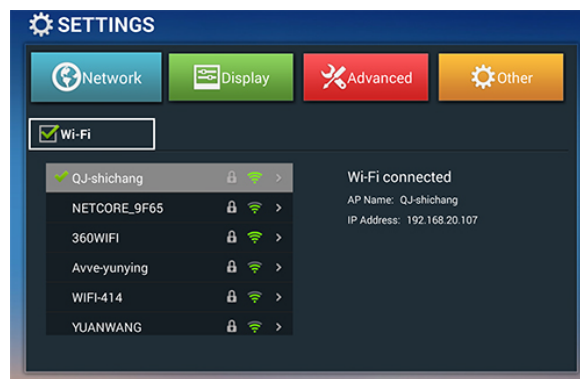 SETTINGS
Network
Display
Advanced
Other
Wi-Fi
QJ-shichang
NETCORE_9F65
360WIFI
Avve-yunying
WIFI-414
YUANWANG
Wi-Fi connected
AP Name: QJ-shichang
IP Address: 192.168.20.107